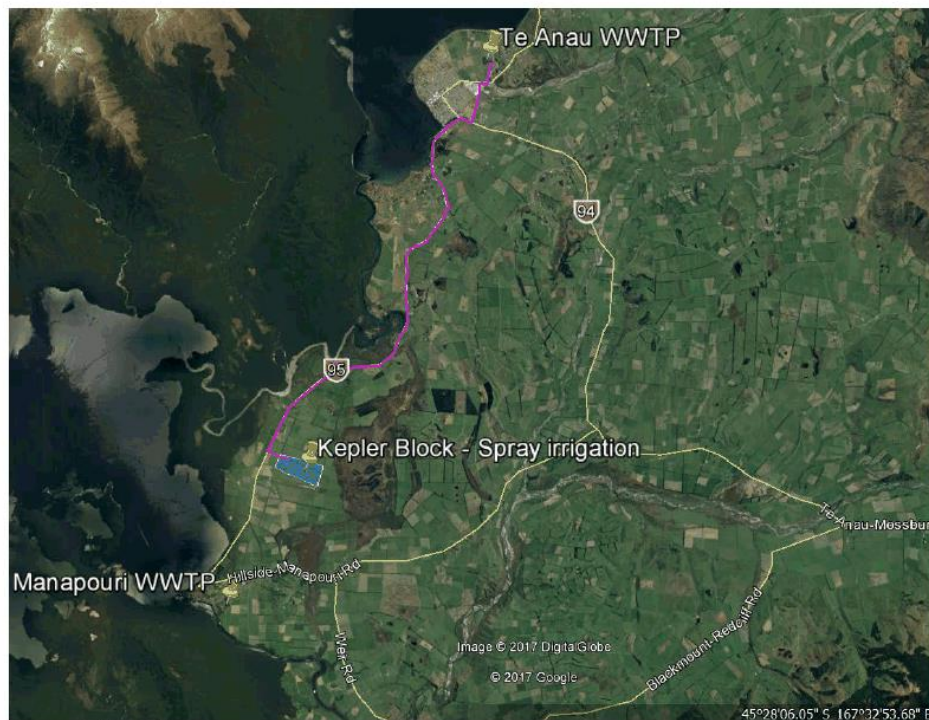 Te Anau WWTP
94
95
Kepler Block - Spray irrigation
Te-Anau-Mossbur
Manapouri WWTP
Hillside-Manapouri Rd
Weir-Rd
Blackmount-Redcliff-Rd
Image © 2017 DigitalGlobe
© 2017 Google
45°28'06.05" S 167°32'53.68" E